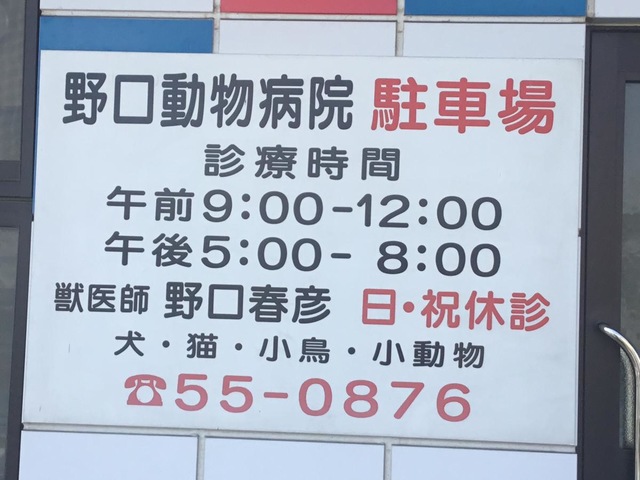 野口動物病院 駐車場
診療時間
午前9:00-12:00
午後5:00- 8:00
獣医師 野口春彦 日・祝休診
犬・猫・小鳥・小動物
☎55-0876